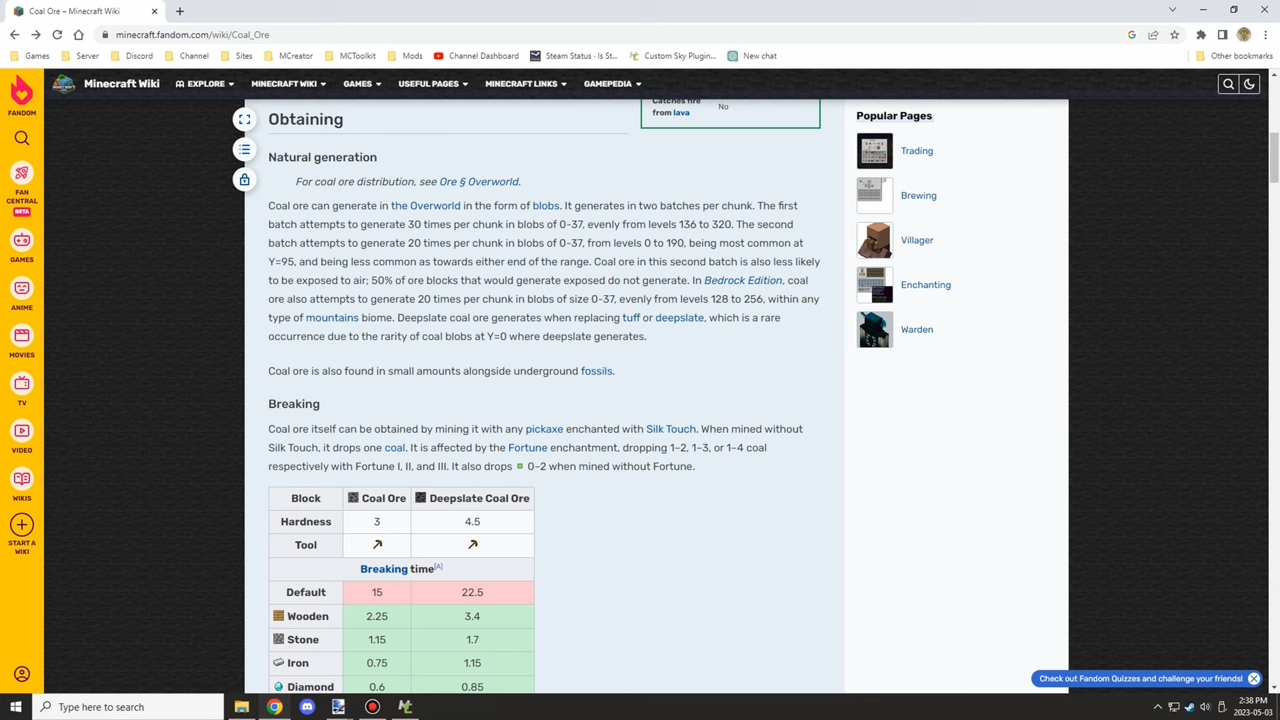 Coal Ore – Minecraft Wiki
minecraft.fandom.com/wiki/Coal_Ore
Games Server Discord Channel Sites MCreator MCToolkit Mods Channel Dashboard Steam Status · Is St... Custom Sky Plugin... New chat Other bookmarks
FANDOM
FAN CENTRAL
BETA
GAMES
ANIME
MOVIES
TV
VIDEO
WIKIS
START A WIKI
Minecraft Wiki EXPLORE MINECRAFT WIKI GAMES USEFUL PAGES MINECRAFT LINKS GAMEPEDIA
Catches fire
from lava No
Obtaining
Natural generation
For coal ore distribution, see Ore § Overworld.
Coal ore can generate in the Overworld in the form of blobs. It generates in two batches per chunk. The first
batch attempts to generate 30 times per chunk in blobs of 0-37, evenly from levels 136 to 320. The second
batch attempts to generate 20 times per chunk in blobs of 0-37, from levels 0 to 190, being most common at
Y=95, and being less common as towards either end of the range. Coal ore in this second batch is also less likely
to be exposed to air; 50% of ore blocks that would generate exposed do not generate. In Bedrock Edition, coal
ore also attempts to generate 20 times per chunk in blobs of size 0-37, evenly from levels 128 to 256, within any
type of mountains biome. Deepslate coal ore generates when replacing tuff or deepslate, which is a rare
occurrence due to the rarity of coal blobs at Y=0 where deepslate generates.
Coal ore is also found in small amounts alongside underground fossils.
Breaking
Coal ore itself can be obtained by mining it with any pickaxe enchanted with Silk Touch. When mined without
Silk Touch, it drops one coal. It is affected by the Fortune enchantment, dropping 1–2, 1–3, or 1–4 coal
respectively with Fortune I, II, and III. It also drops 0–2 when mined without Fortune.
Block Coal Ore Deepslate Coal Ore
Hardness 3 4.5
Tool
Breaking time[A]
Default 15 22.5
Wooden 2.25 3.4
Stone 1.15 1.7
Iron 0.75 1.15
Diamond 0.6 0.85
Popular Pages
Trading
Brewing
Villager
Enchanting
Warden
Check out Fandom Quizzes and challenge your friends!
Type here to search
2:38 PM
2023-05-03